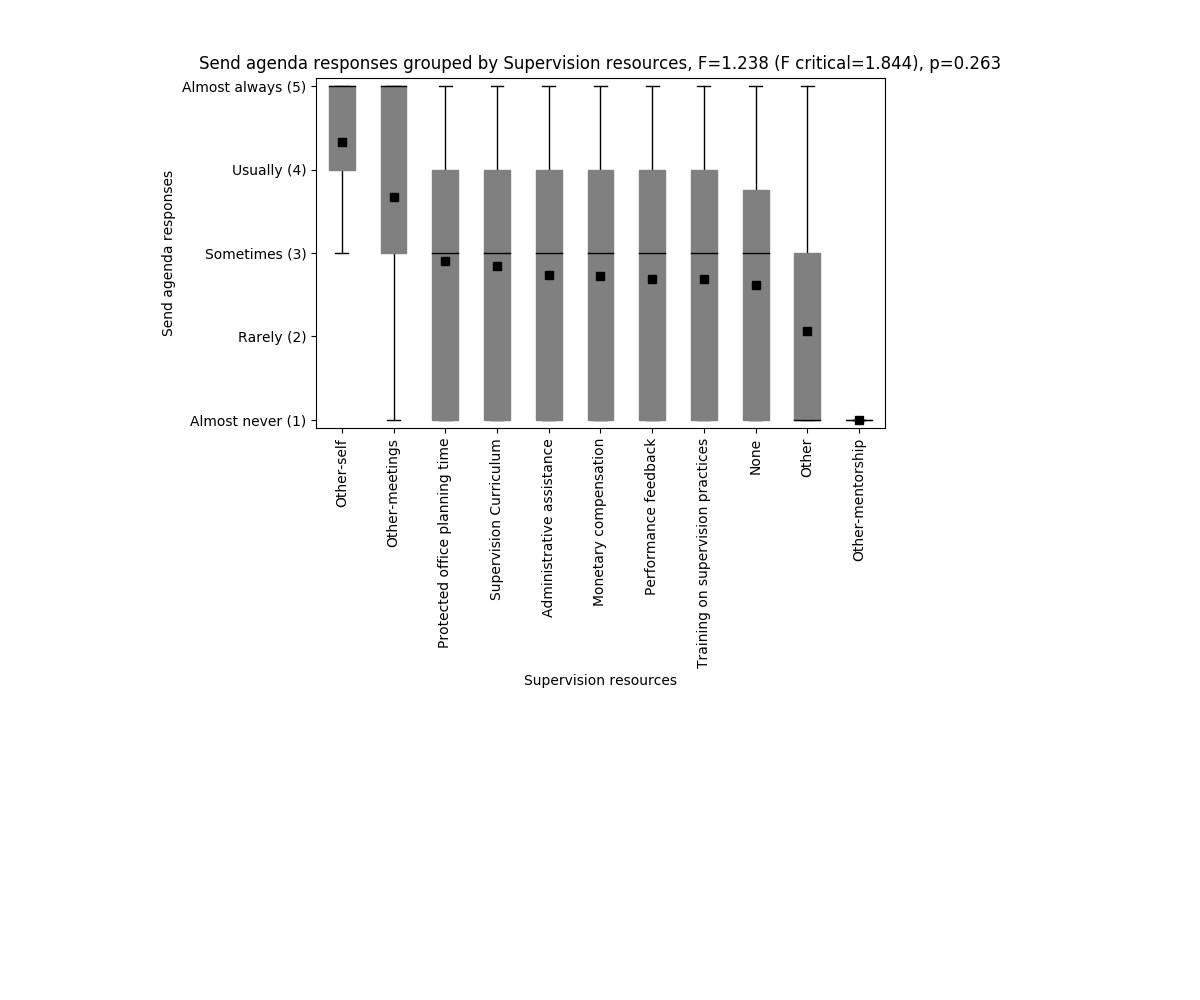 Send agenda responses grouped by Supervision resources, F=1.238 (F critical=1.844), p=0.263
Send agenda responses
Almost always (5)
Usually (4)
Sometimes (3)
Rarely (2)
Almost never (1)
Other-self
Other-meetings
Protected office planning time
Supervision Curriculum
Administrative assistance
Monetary compensation
Performance feedback
Training on supervision practices
None
Other
Other-mentorship
Supervision resources